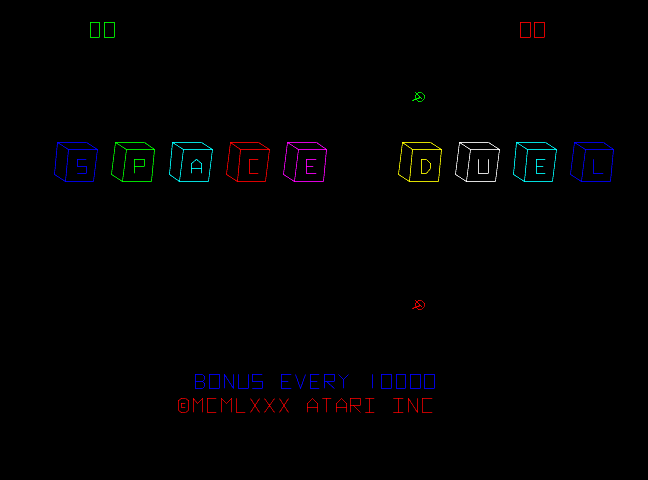 00 00
SPACE DUEL
BONUS EVERY 10000
©MCMLXXX ATARI INC